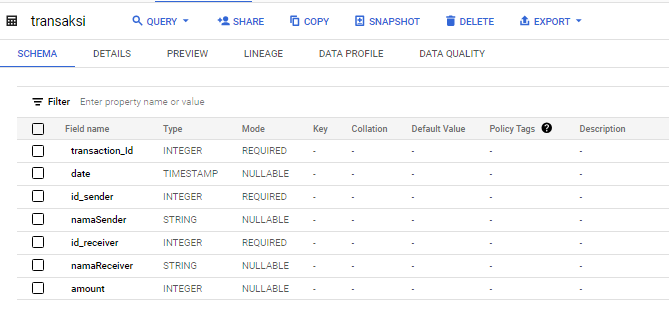 transaksi QUERY SHARE COPY SNAPSHOT DELETE EXPORT
SCHEMA DETAILS PREVIEW LINEAGE DATA PROFILE DATA QUALITY
Filter Enter property name or value
Field name Type Mode Key Collation Default Value Policy Tags ? Description
transaction_Id INTEGER REQUIRED - - - - -
date TIMESTAMP NULLABLE - - - - -
id_sender INTEGER REQUIRED - - - - -
namaSender STRING NULLABLE - - - - -
id_receiver INTEGER REQUIRED - - - - -
namaReceiver STRING NULLABLE - - - - -
amount INTEGER NULLABLE - - - - -